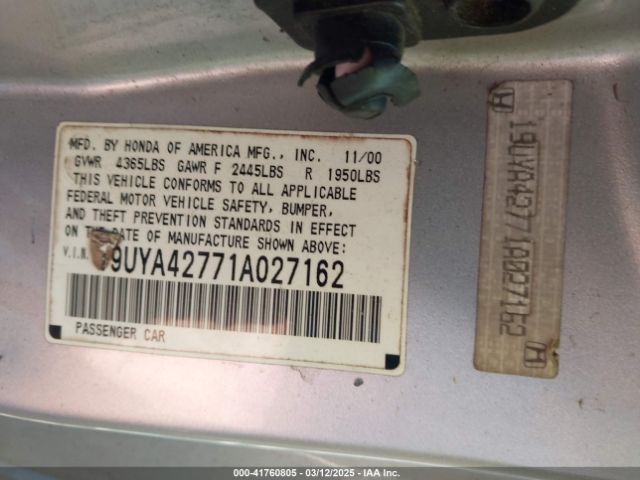 MFD. BY HONDA OF AMERICA MFG., INC. 11/00
GVWR 4365LBS GAWR F 2445LBS R 1950LBS
THIS VEHICLE CONFORMS TO ALL APPLICABLE
FEDERAL MOTOR VEHICLE SAFETY, BUMPER,
AND THEFT PREVENTION STANDARDS IN EFFECT
ON THE DATE OF MANUFACTURE SHOWN ABOVE:
V.I.N. 19UYA42771A027162
PASSENGER CAR
19UYA42771A027162
000-41760805 - 03/12/2025 - IAA Inc.